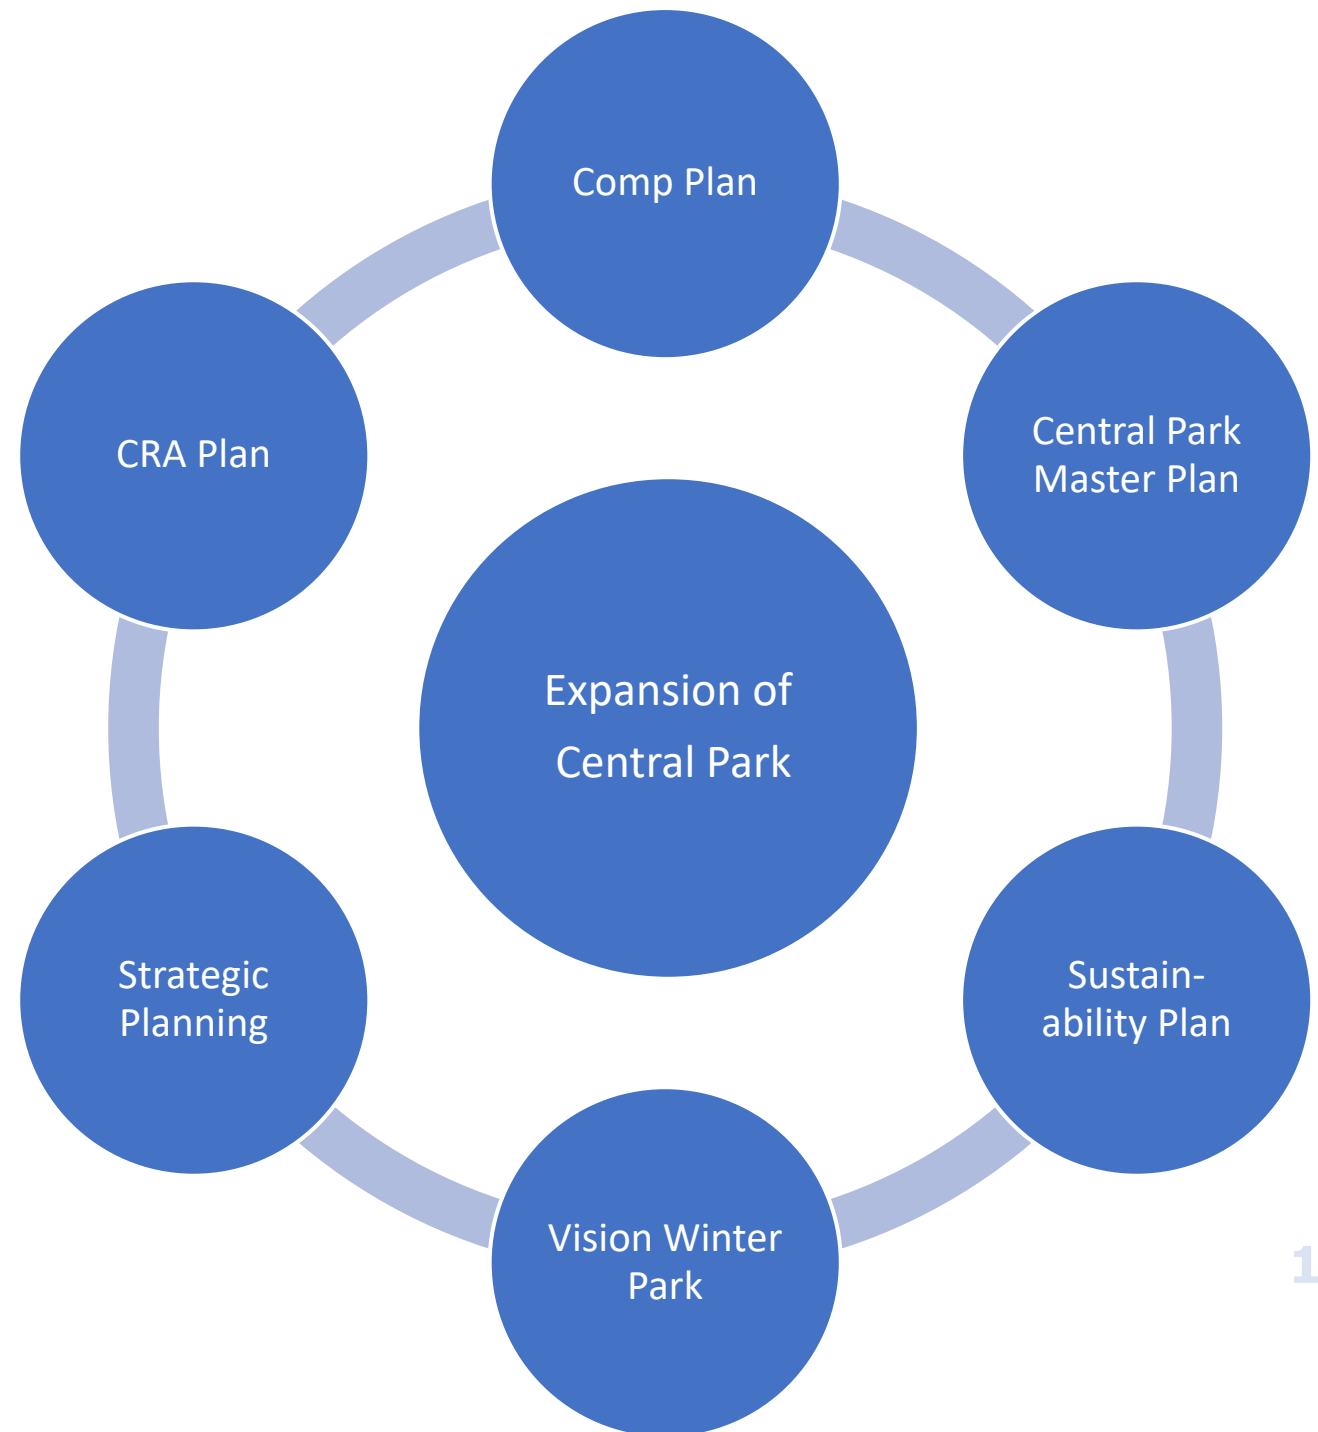 Comp Plan
Central Park
Master Plan
Sustain-
ability Plan
Vision Winter
Park
Strategic
Planning
CRA Plan
Expansion of
Central Park
1